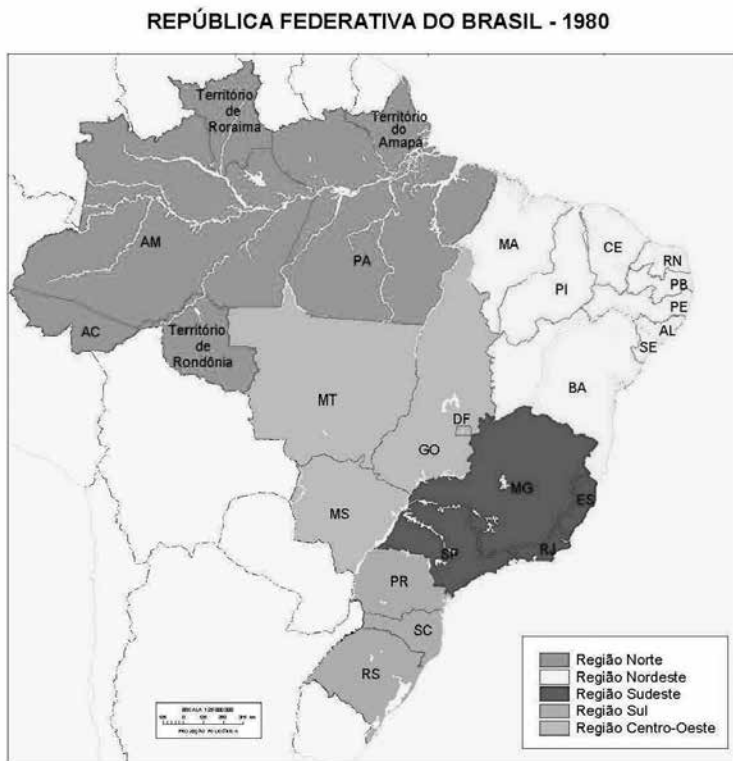 REPÚBLICA FEDERATIVA DO BRASIL - 1980
Território
de
Roraima
Território
do
Amapá
AM
PA
MA
CE
RN
PB
PE
AL
SE
PI
BA
AC
Território
de
Rondônia
MT
DF
GO
MS
MG
ES
SP
RJ
PR
SC
RS
Região Norte
Região Nordeste
Região Sudeste
Região Sul
Região Centro-Oeste